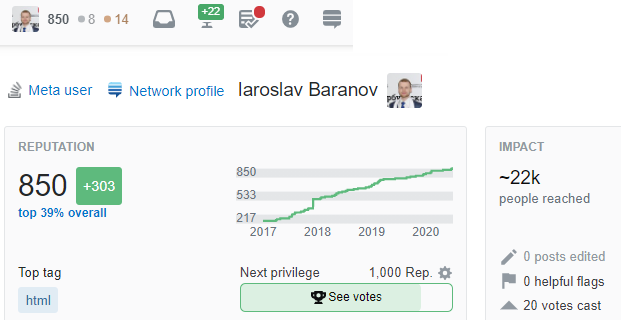 850 8 14 +22
Meta user Network profile Iaroslav Baranov
REPUTATION
850 +303
top 39% overall
850
533
217
2017 2018 2019 2020
Top tag
html
Next privilege 1,000 Rep.
See votes
IMPACT
~22k
people reached
0 posts edited
0 helpful flags
20 votes cast